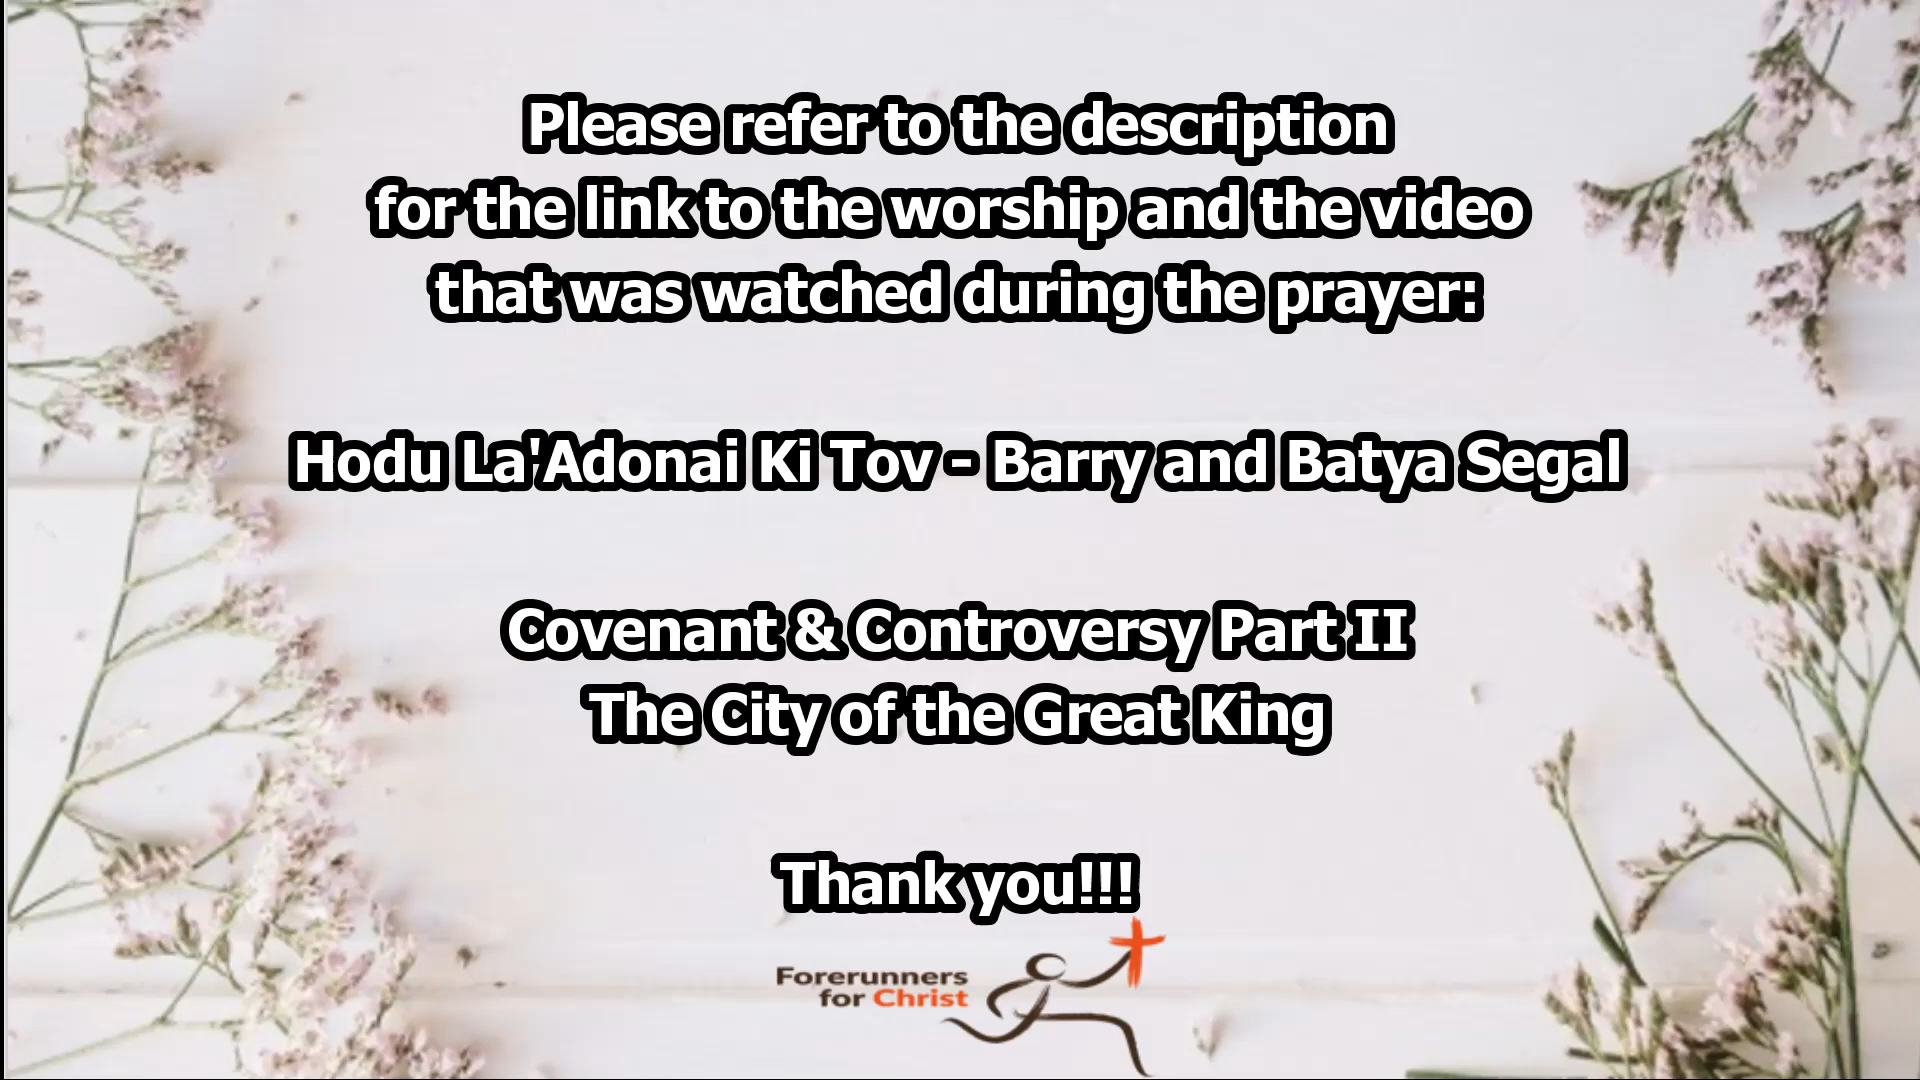 Please refer to the description
for the link to the worship and the video
that was watched during the prayer:
Hodu La'Adonai Ki Tov - Barry and Batya Segal
Covenant & Controversy Part II
The City of the Great King
Thank you!!!
Forerunners
for Christ